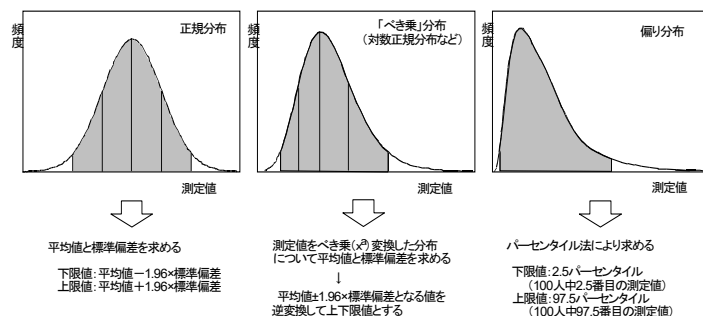 頻度
正規分布
測定値
平均値と標準偏差を求める
下限値：平均値－1.96×標準偏差
上限値：平均値＋1.96×標準偏差
頻度
「べき乗」分布
（対数正規分布など）
測定値
測定値をべき乗(xᵖ)変換した分布
について平均値と標準偏差を求める
↓
平均値±1.96×標準偏差となる値を
逆変換して上下限値とする
頻度
偏り分布
測定値
パーセンタイル法により求める
下限値：2.5パーセンタイル
（100人中2.5番目の測定値）
上限値：97.5パーセンタイル
（100人中97.5番目の測定値）